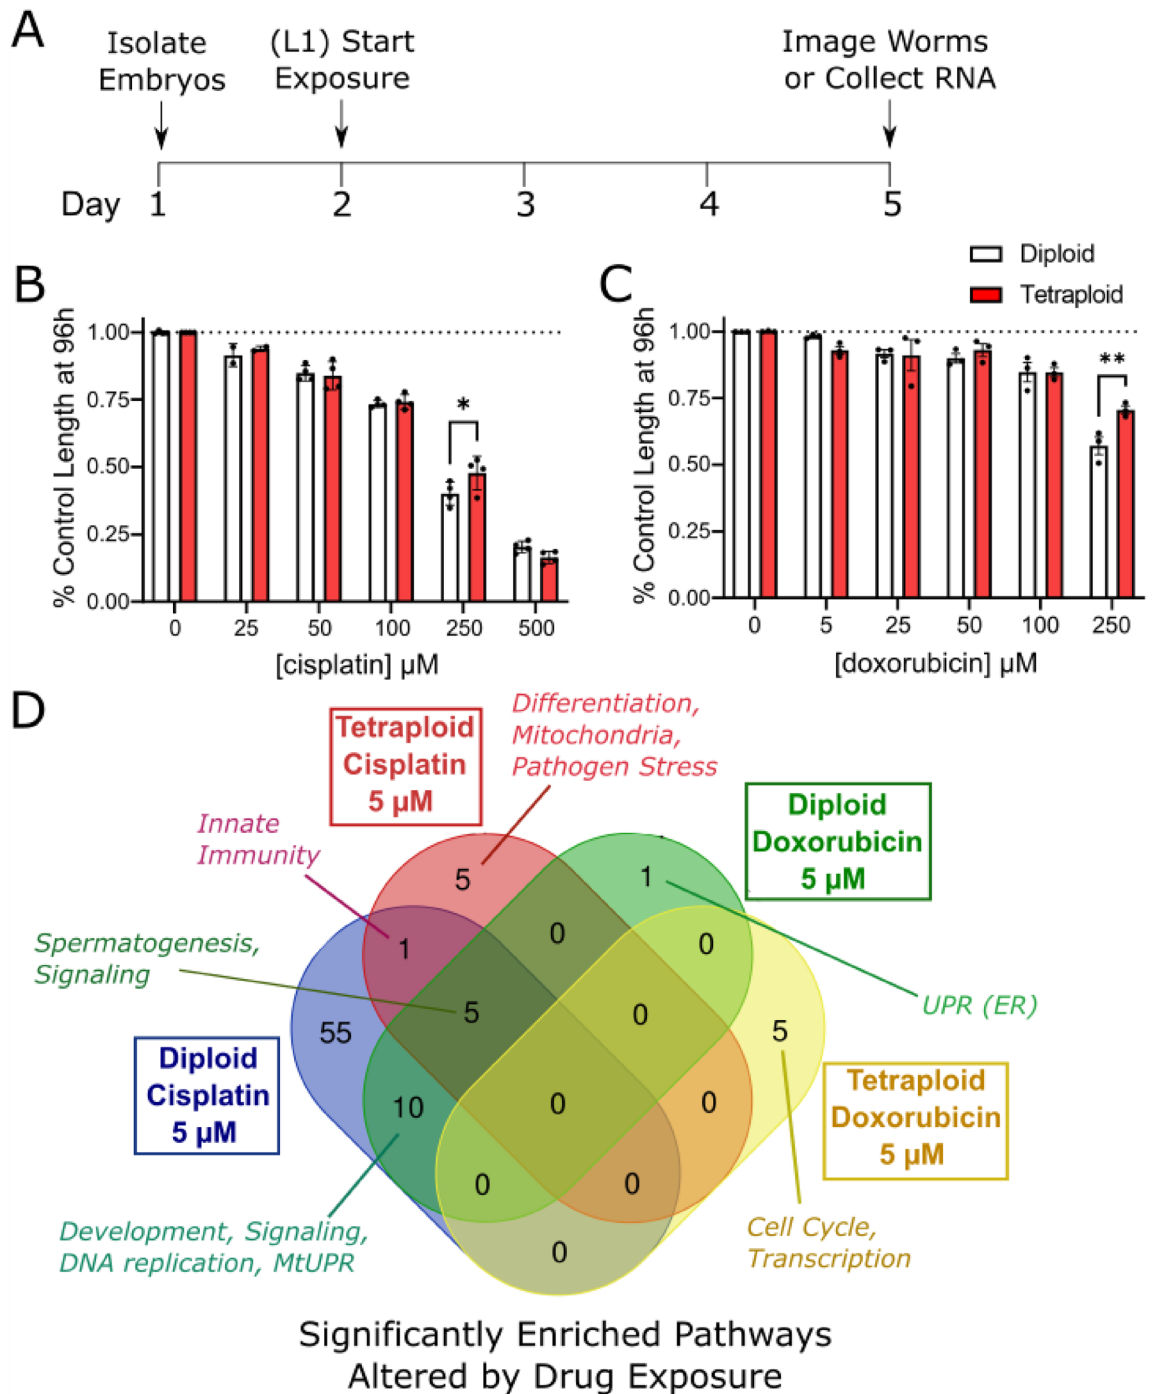 A
Isolate
Embryos
(L1) Start
Exposure
Image Worms
or Collect RNA
Day 1 2 3 4 5
Diploid
Tetraploid
B
% Control Length at 96h
1.00
0.75
0.50
0.25
0.00
*
0 25 50 100 250 500
[cisplatin] µM
C
% Control Length at 96h
1.00
0.75
0.50
0.25
0.00
**
0 5 25 50 100 250
[doxorubicin] µM
D
Tetraploid
Cisplatin
5 µM
Differentiation,
Mitochondria,
Pathogen Stress
Diploid
Doxorubicin
5 µM
Innate
Immunity
Spermatogenesis,
Signaling
UPR (ER)
Diploid
Cisplatin
5 µM
Tetraploid
Doxorubicin
5 µM
5
1
0
0
1
55
5
0
5
10
0
0
0
0
0
Development, Signaling,
DNA replication, MtUPR
Cell Cycle,
Transcription
Significantly Enriched Pathways
Altered by Drug Exposure